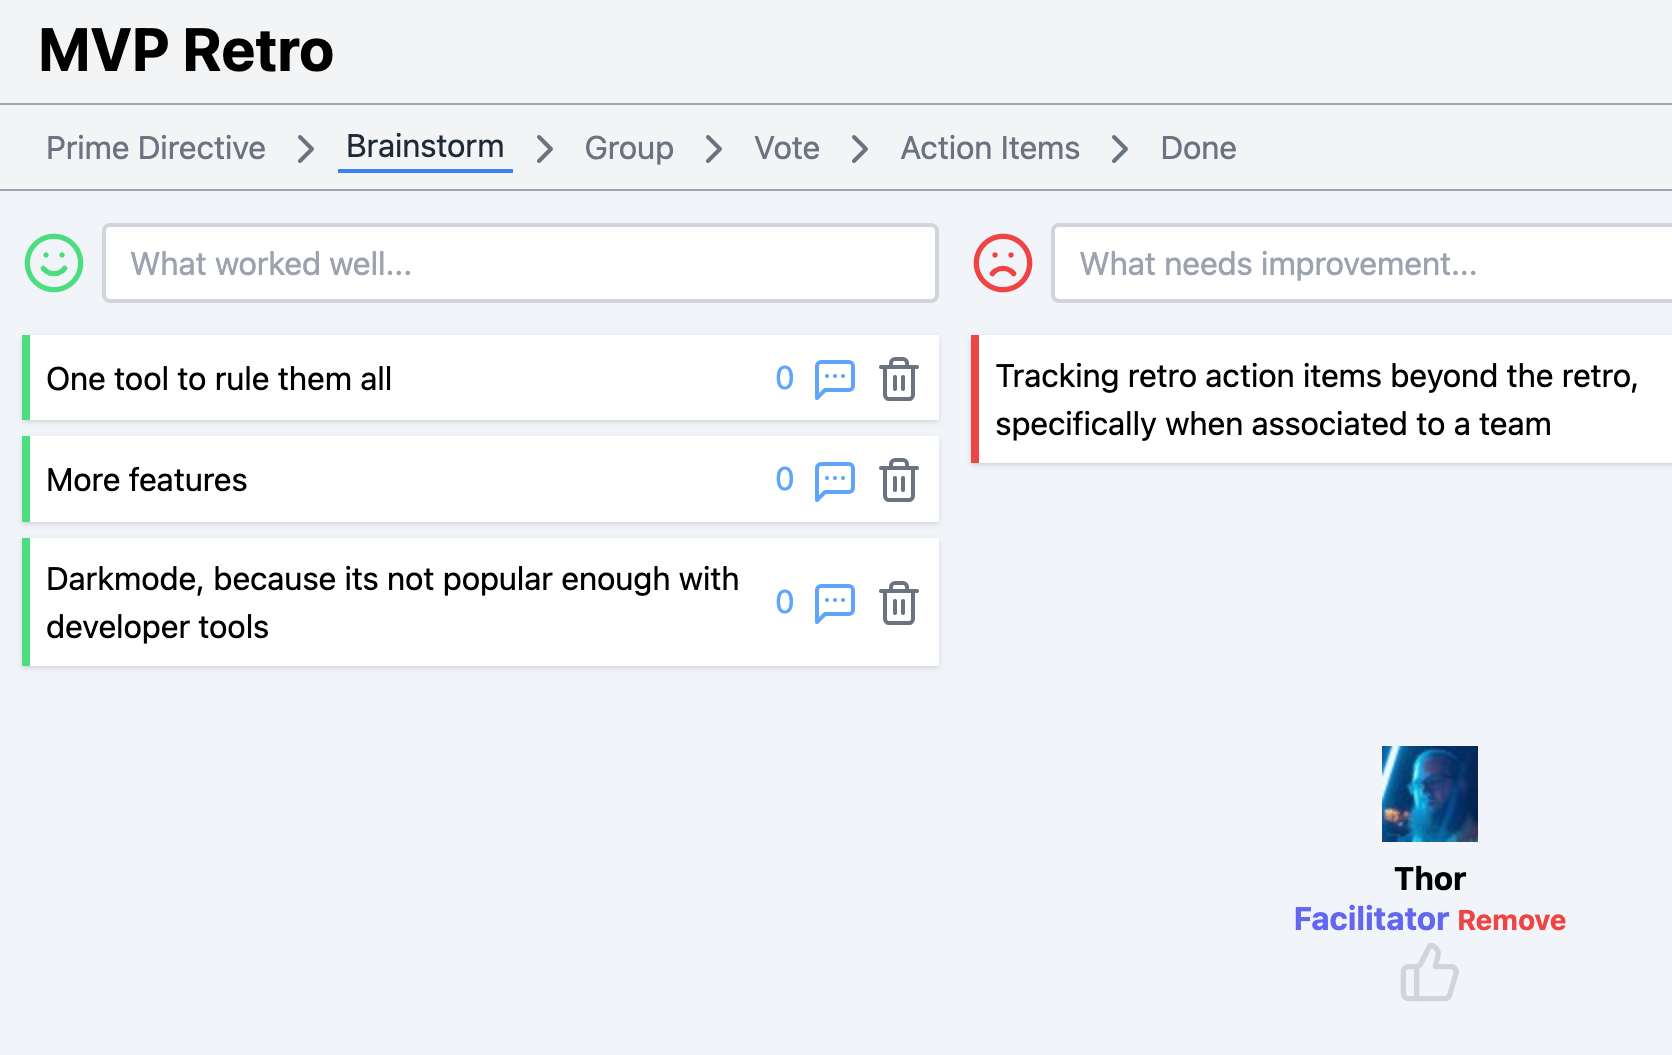 MVP Retro
Prime Directive Brainstorm Group Vote Action Items Done
What worked well...
What needs improvement...
One tool to rule them all 0
More features 0
Darkmode, because its not popular enough with
developer tools 0
Tracking retro action items beyond the retro,
specifically when associated to a team
Thor
Facilitator Remove